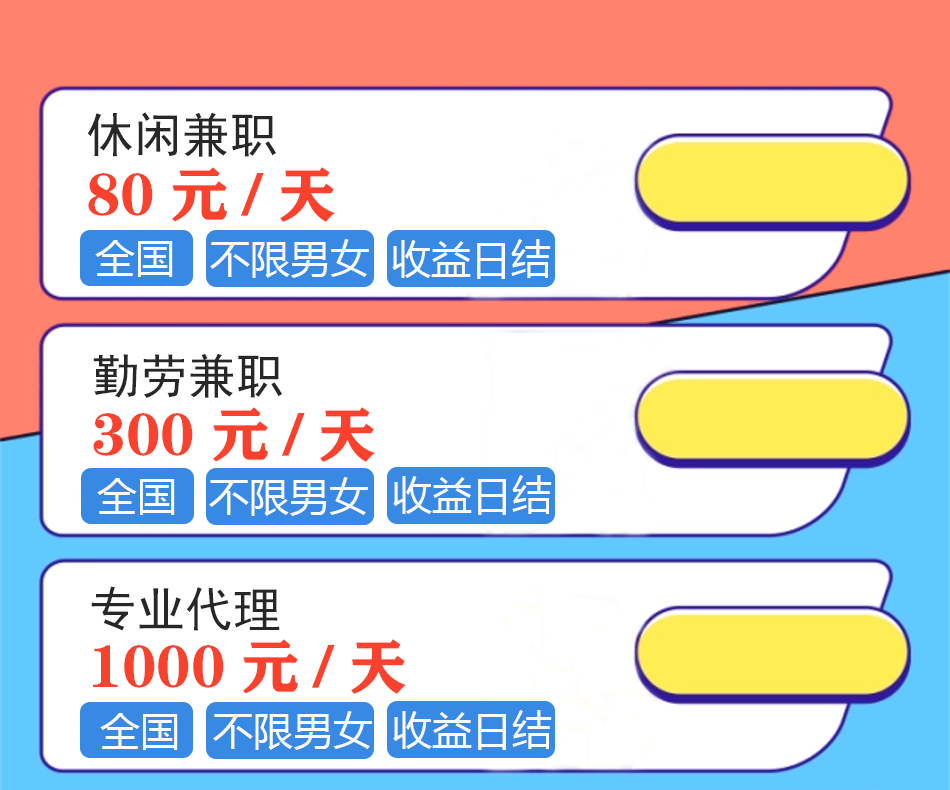 休闲兼职
80 元 / 天
全国 不限男女 收益日结
勤劳兼职
300 元 / 天
全国 不限男女 收益日结
专业代理
1000 元 / 天
全国 不限男女 收益日结